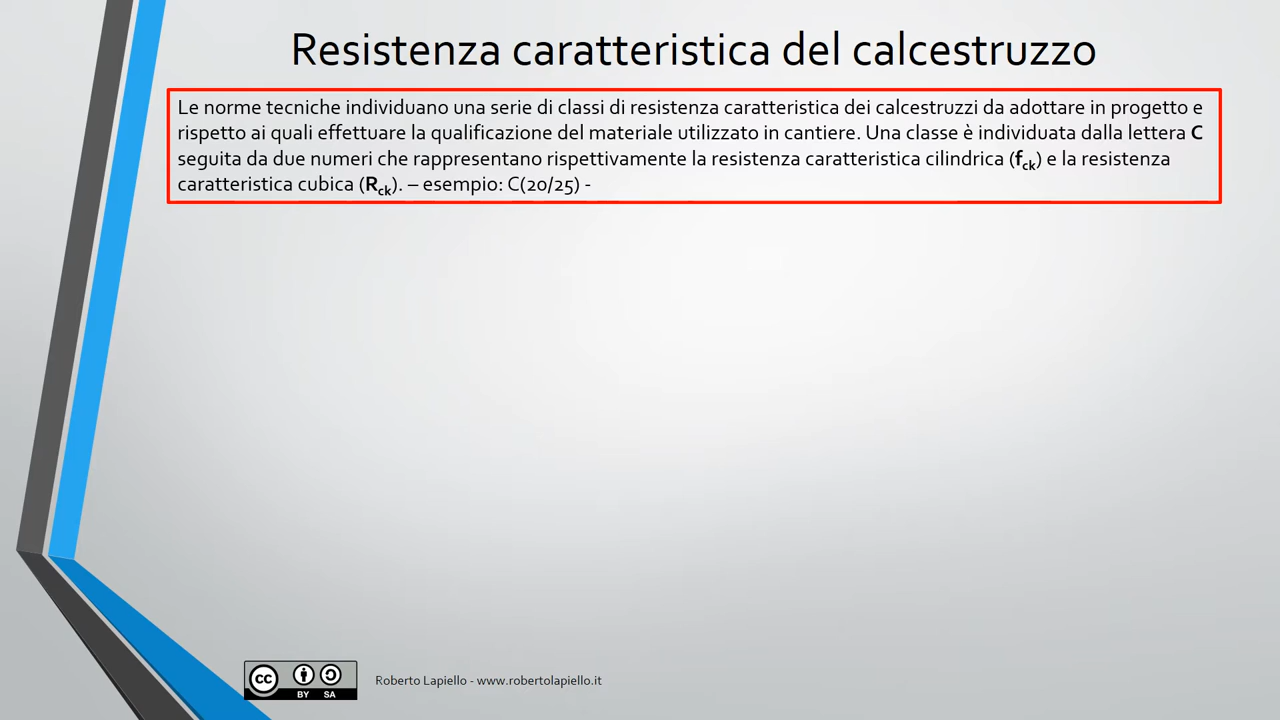 Resistenza caratteristica del calcestruzzo
Le norme tecniche individuano una serie di classi di resistenza caratteristica dei calcestruzzi da adottare in progetto e
rispetto ai quali effettuare la qualificazione del materiale utilizzato in cantiere. Una classe è individuata dalla lettera C
seguita da due numeri che rappresentano rispettivamente la resistenza caratteristica cilindrica (fck) e la resistenza
caratteristica cubica (Rck). – esempio: C(20/25) -
cc BY SA
Roberto Lapiello - www.robertolapiello.it